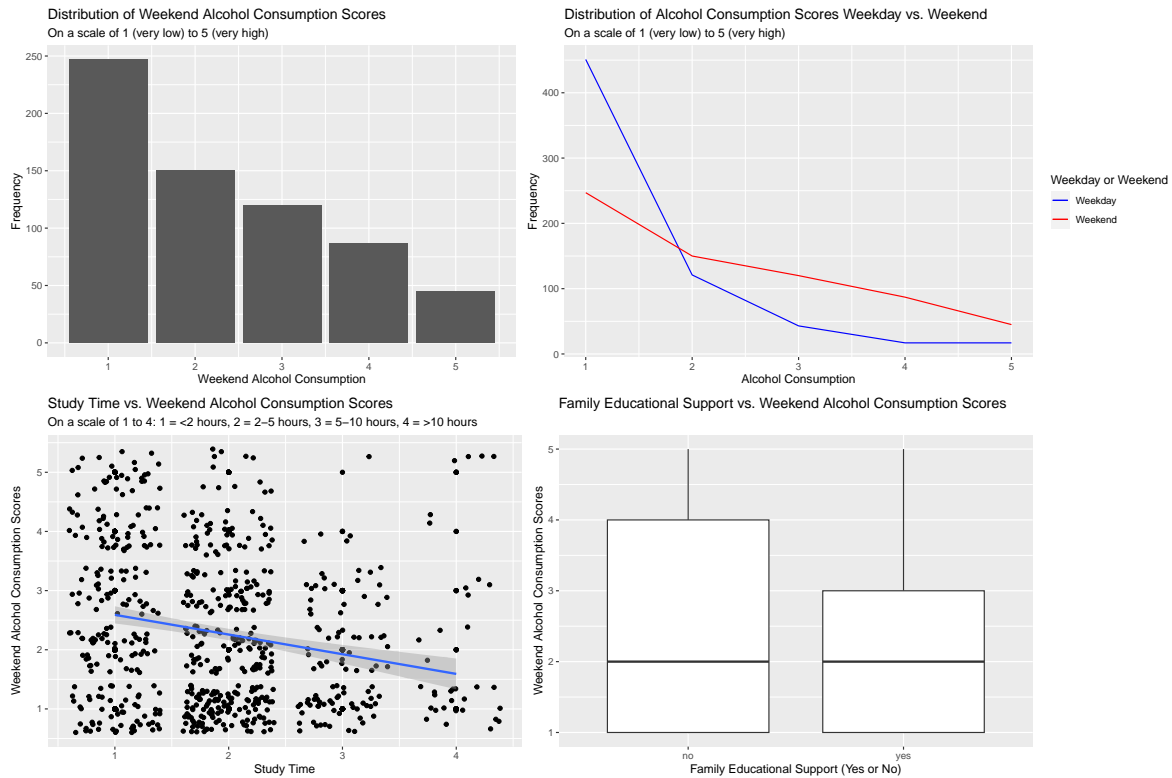 Distribution of Weekend Alcohol Consumption Scores
On a scale of 1 (very low) to 5 (very high)
250
200
150
100
50
0
Frequency
1 2 3 4 5
Weekend Alcohol Consumption
Distribution of Alcohol Consumption Scores Weekday vs. Weekend
On a scale of 1 (very low) to 5 (very high)
400
300
200
100
0
Frequency
1 2 3 4 5
Alcohol Consumption
Weekday or Weekend
Weekday
Weekend
Study Time vs. Weekend Alcohol Consumption Scores
On a scale of 1 to 4: 1 = <2 hours, 2 = 2–5 hours, 3 = 5–10 hours, 4 = >10 hours
5
4
3
2
1
Weekend Alcohol Consumption Scores
1 2 3 4
Study Time
Family Educational Support vs. Weekend Alcohol Consumption Scores
5
4
3
2
1
Weekend Alcohol Consumption Scores
no yes
Family Educational Support (Yes or No)